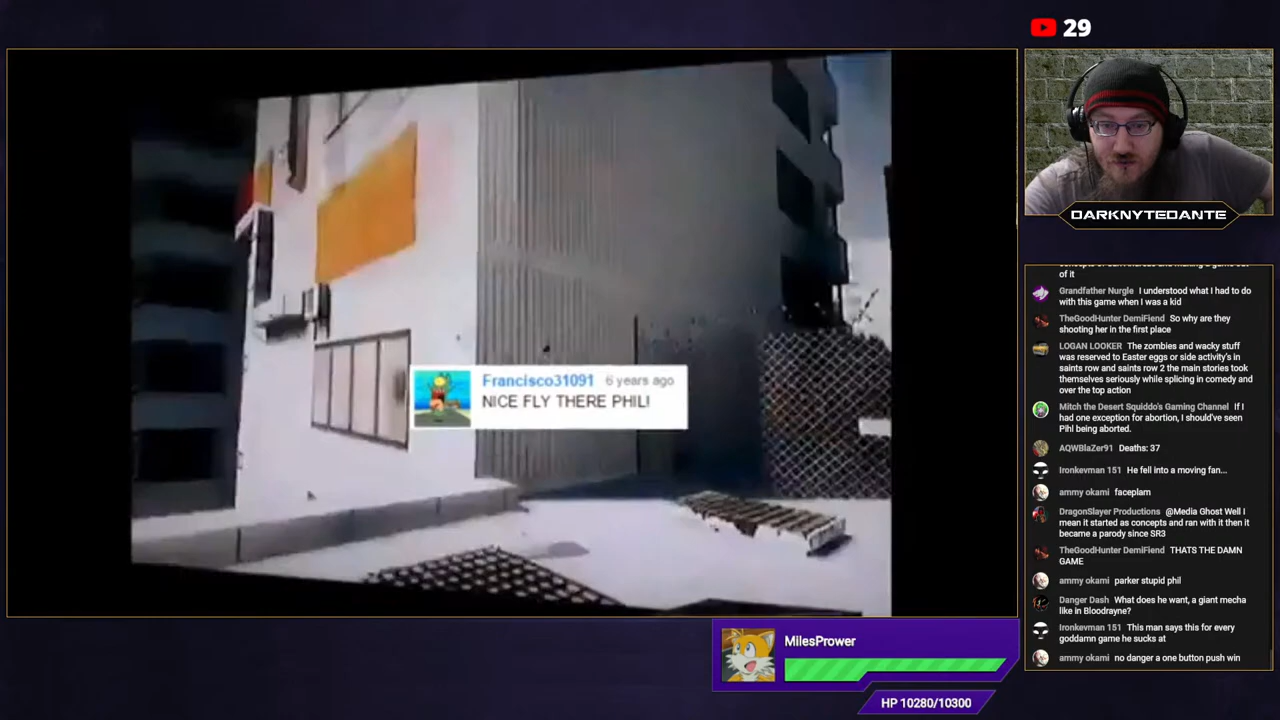 29
DARKNYTEDANTE
Francisco31091 6 years ago
NICE FLY THERE PHIL!
of it
Grandfather Nurgle I understood what I had to do
with this game when I was a kid
TheGoodHunter DemiFiend So why are they
shooting her in the first place
LOGAN LOOKER The zombies and wacky stuff
was reserved to Easter eggs or side activity's in
saints row and saints row 2 the main stories took
themselves seriously while splicing in comedy and
over the top action
Mitch the Desert Squiddo's Gaming Channel If I
had one exception for abortion, I should've seen
Pihl being aborted.
AQWBlaZer91 Deaths: 37
Ironkevman 151 He fell into a moving fan...
ammy okami faceplam
DragonSlayer Productions @Media Ghost Well I
mean it started as concepts and ran with it then it
became a parody since SR3
TheGoodHunter DemiFiend THATS THE DAMN
GAME
ammy okami parker stupid phil
Danger Dash What does he want, a giant mecha
like in Bloodrayne?
Ironkevman 151 This man says this for every
goddamn game he sucks at
ammy okami no danger a one button push win
MilesPrower
HP 10280/10300